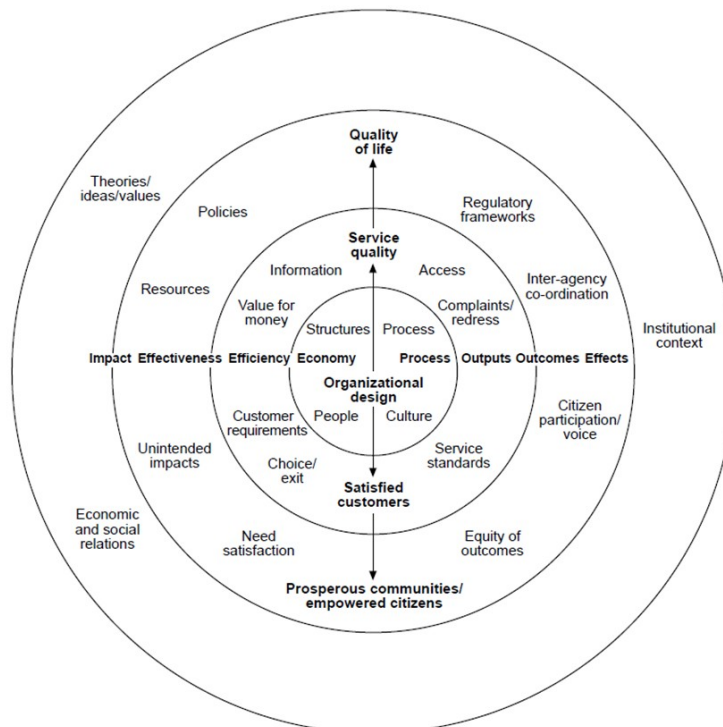 Quality
of life
Theories/
ideas/values
Policies
Regulatory
frameworks
Service
quality
Information
Access
Resources
Inter-agency
co-ordination
Value for
money
Complaints/
redress
Structures
Process
Institutional
context
Impact Effectiveness Efficiency Economy Process Outputs Outcomes Effects
Organizational
design
People
Culture
Customer
requirements
Citizen
participation/
voice
Unintended
impacts
Choice/
exit
Service
standards
Satisfied
customers
Economic
and social
relations
Need
satisfaction
Equity of
outcomes
Prosperous communities/
empowered citizens